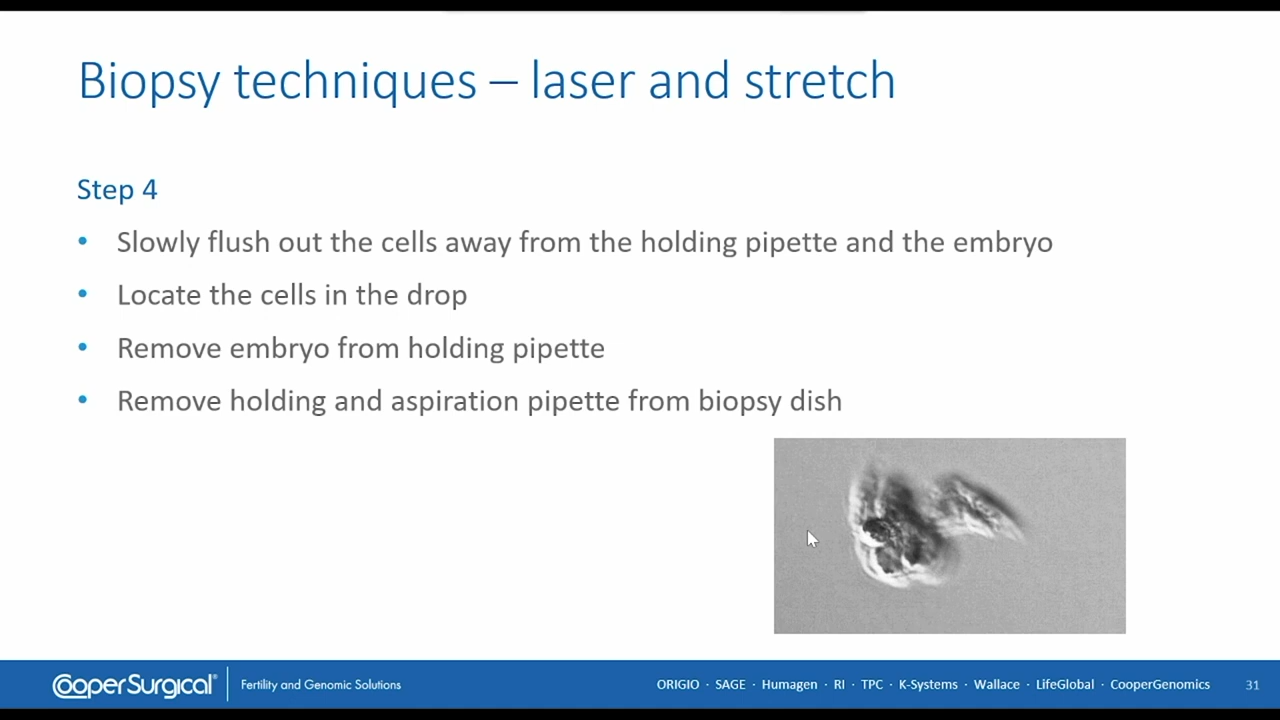 Biopsy techniques – laser and stretch
Step 4
• Slowly flush out the cells away from the holding pipette and the embryo
• Locate the cells in the drop
• Remove embryo from holding pipette
• Remove holding and aspiration pipette from biopsy dish
CooperSurgical® Fertility and Genomic Solutions ORIGIO · SAGE · Humagen · RI · TPC · K-Systems · Wallace · LifeGlobal · CooperGenomics 31